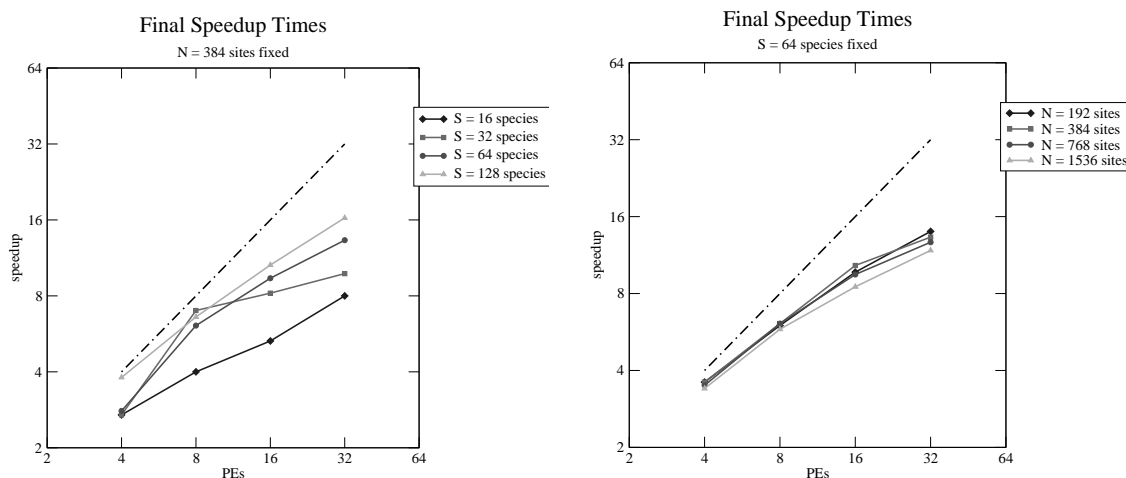 Final Speedup Times
N = 384 sites fixed
64
32
16
8
4
2
speedup
2
4
8
16
32
64
PEs
S = 16 species
S = 32 species
S = 64 species
S = 128 species
Final Speedup Times
S = 64 species fixed
64
32
16
8
4
2
speedup
2
4
8
16
32
64
PEs
N = 192 sites
N = 384 sites
N = 768 sites
N = 1536 sites